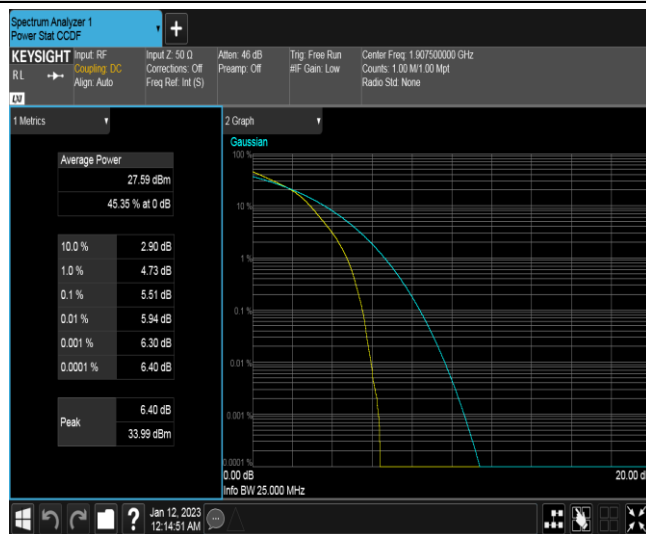 Spectrum Analyzer 1
Power Stat CCDF
KEYSIGHT
RL
Input: RF
Coupling: DC
Align: Auto
Input Z: 50 Ω
Corrections: Off
Freq Ref: Int (S)
Atten: 46 dB
Preamp: Off
Trig: Free Run
#IF Gain: Low
Center Freq: 1.907500000 GHz
Counts: 1.00 M/1.00 Mpt
Radio Std: None
LXI
1 Metrics
Average Power
27.59 dBm
45.35 % at 0 dB
10.0 % 2.90 dB
1.0 % 4.73 dB
0.1 % 5.51 dB
0.01 % 5.94 dB
0.001 % 6.30 dB
0.0001 % 6.40 dB
Peak
6.40 dB
33.99 dBm
2 Graph
Gaussian
100 %
10 %
1 %
0.1 %
0.01 %
0.001 %
0.0001 %
0.00 dB
20.00 d
Info BW 25.000 MHz
?
Jan 12, 2023
12:14:51 AM